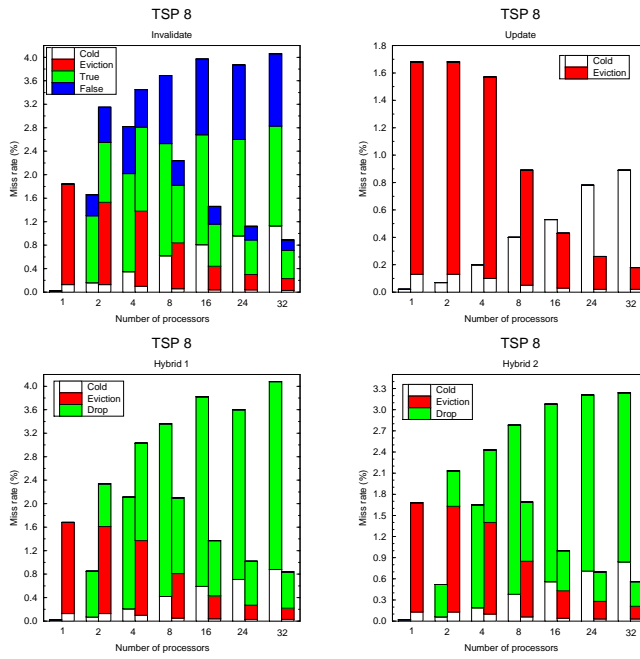 TSP 8
Invalidate
Cold
Eviction
True
False
Miss rate (%)
4.0
3.6
3.2
2.8
2.4
2.0
1.6
1.2
0.8
0.4
0.0
1 2 4 8 16 24 32
Number of processors
TSP 8
Update
Cold
Eviction
Miss rate (%)
1.8
1.6
1.4
1.2
1.0
0.8
0.6
0.4
0.2
0.0
1 2 4 8 16 24 32
Number of processors
TSP 8
Hybrid 1
Cold
Eviction
Drop
Miss rate (%)
4.0
3.6
3.2
2.8
2.4
2.0
1.6
1.2
0.8
0.4
0.0
1 2 4 8 16 24 32
Number of processors
TSP 8
Hybrid 2
Cold
Eviction
Drop
Miss rate (%)
3.3
3.0
2.7
2.4
2.1
1.8
1.5
1.2
0.9
0.6
0.3
0.0
1 2 4 8 16 24 32
Number of processors